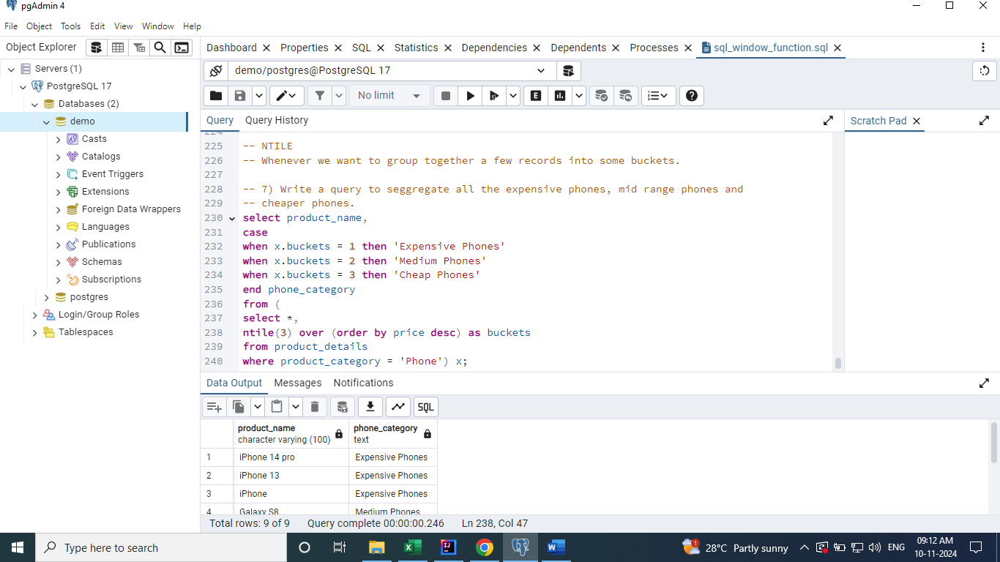 pgAdmin 4
File Object Tools Edit View Window Help
Object Explorer
Dashboard Properties SQL Statistics Dependencies Dependents Processes sql_window_function.sql
Servers (1)
PostgreSQL 17
Databases (2)
demo
Casts
Catalogs
Event Triggers
Extensions
Foreign Data Wrappers
Languages
Publications
Schemas
Subscriptions
postgres
Login/Group Roles
Tablespaces
demo/postgres@PostgreSQL 17
No limit
E
Query Query History
Scratch Pad
224
225 -- NTILE
226 -- Whenever we want to group together a few records into some buckets.
227
228 -- 7) Write a query to seggregate all the expensive phones, mid range phones and
229 -- cheaper phones.
230 select product_name,
231 case
232 when x.buckets = 1 then 'Expensive Phones'
233 when x.buckets = 2 then 'Medium Phones'
234 when x.buckets = 3 then 'Cheap Phones'
235 end phone_category
236 from (
237 select *,
238 ntile(3) over (order by price desc) as buckets
239 from product_details
240 where product_category = 'Phone') x;
Data Output Messages Notifications
SQL
product_name phone_category
character varying (100) text
1 iPhone 14 pro Expensive Phones
2 iPhone 13 Expensive Phones
3 iPhone Expensive Phones
4 Galaxy S8 Medium Phones
Total rows: 9 of 9 Query complete 00:00:00.246 Ln 238, Col 47
Type here to search
28°C Partly sunny
ENG
09:12 AM
10-11-2024